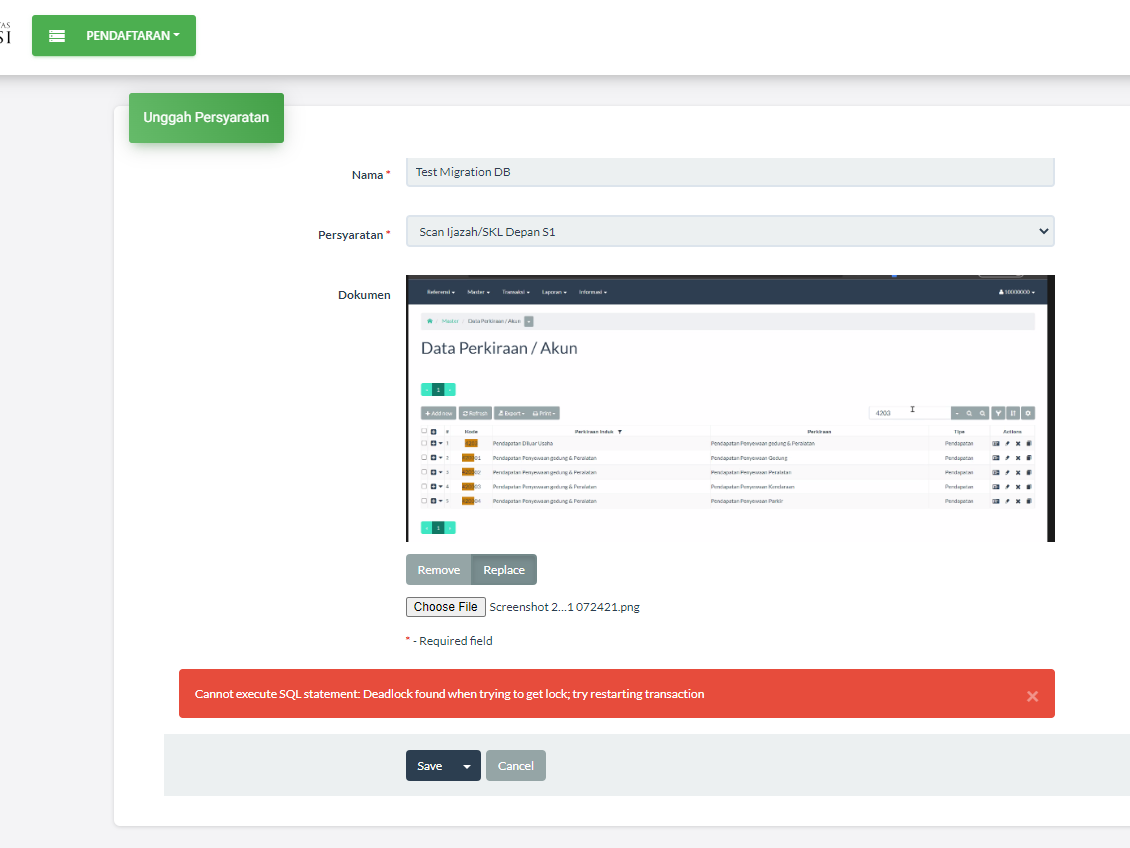 PENDAFTARAN
Unggah Persyaratan
Nama *
Test Migration DB
Persyaratan *
Scan Ijazah/SKL Depan S1
Dokumen
Referensi Master Transaksi Laporan Informasi
Master Data Perkiraan / Akun
Data Perkiraan / Akun
1
Add new Refresh Export Print 4203
# Kode Perkiraan Induk Perkiraan Tipe Actions
1 4203 Pendapatan Diluar Usaha Pendapatan Penyewaan gedung & Peralatan Pendapatan
2 420301 Pendapatan Penyewaan gedung & Peralatan Pendapatan Penyewaan Gedung Pendapatan
3 420302 Pendapatan Penyewaan gedung & Peralatan Pendapatan Penyewaan Peralatan Pendapatan
4 420303 Pendapatan Penyewaan gedung & Peralatan Pendapatan Penyewaan Kendaraan Pendapatan
5 420304 Pendapatan Penyewaan gedung & Peralatan Pendapatan Penyewaan Parkir Pendapatan
1
Remove Replace
Choose File Screenshot 2...1 072421.png
* - Required field
Cannot execute SQL statement: Deadlock found when trying to get lock; try restarting transaction
Save Cancel